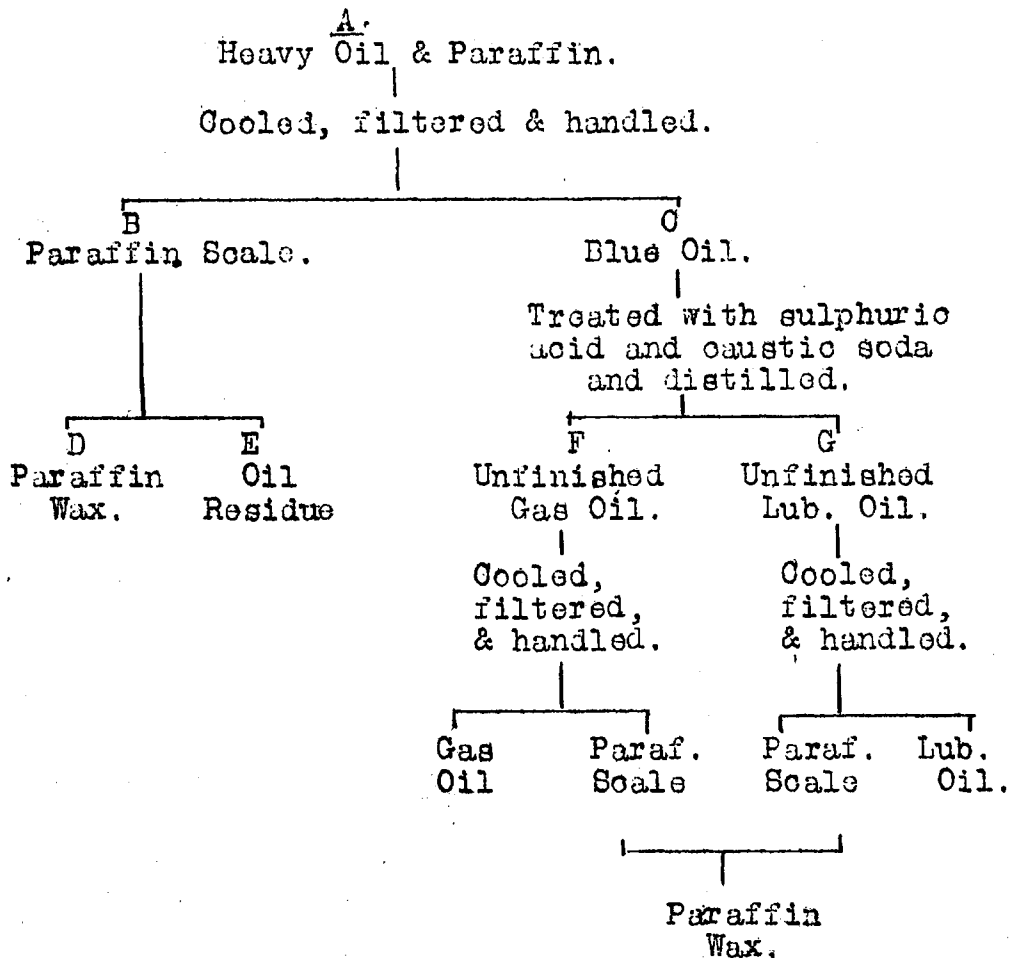 A.
Heavy Oil & Paraffin.
Cooled, filtered & handled.
B
Paraffin Scale.
C
Blue Oil.
Treated with sulphuric
acid and caustic soda
and distilled.
D
Paraffin
Wax.
E
Oil
Residue
F
Unfinished
Gas Oil.
G
Unfinished
Lub. Oil.
Cooled,
filtered,
& handled.
Cooled,
filtered,
& handled.
Gas
Oil
Paraf.
Scale
Paraf.
Scale
Lub.
Oil.
Paraffin
Wax.